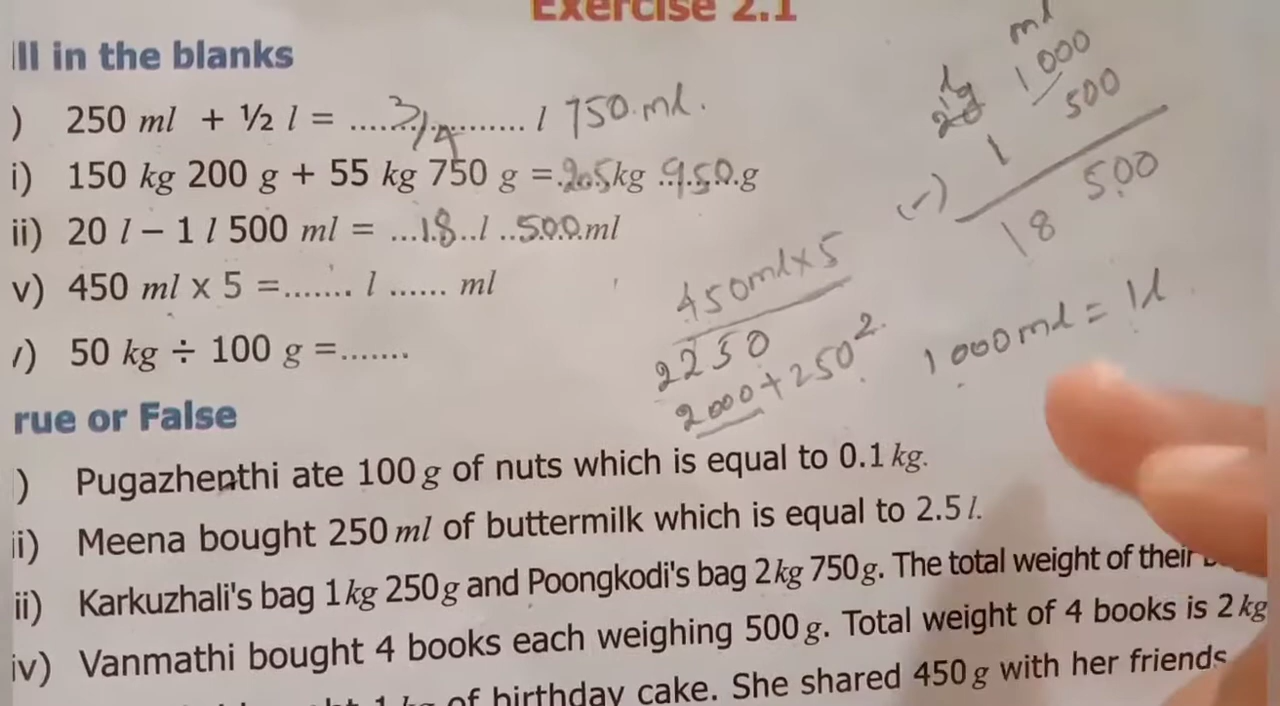 Exercise 2.1
ll in the blanks
) 250 ml + ½ l = ....3/4.... l 750 ml.
i) 150 kg 200 g + 55 kg 750 g = 205 kg 950 g
ii) 20 l – 1 l 500 ml = ...18..l ..500 ml
v) 450 ml x 5 =....... l ...... ml
) 50 kg ÷ 100 g =.......
ml
1000
1 500
(-)
18 500
450ml x 5
2250
2000 + 250
2
1000 ml = 1l
rue or False
) Pugazhenthi ate 100 g of nuts which is equal to 0.1 kg.
ii) Meena bought 250 ml of buttermilk which is equal to 2.5 l.
ii) Karkuzhali's bag 1 kg 250 g and Poongkodi's bag 2 kg 750 g. The total weight of their
iv) Vanmathi bought 4 books each weighing 500 g. Total weight of 4 books is 2 kg
1 kg of birthday cake. She shared 450 g with her friends